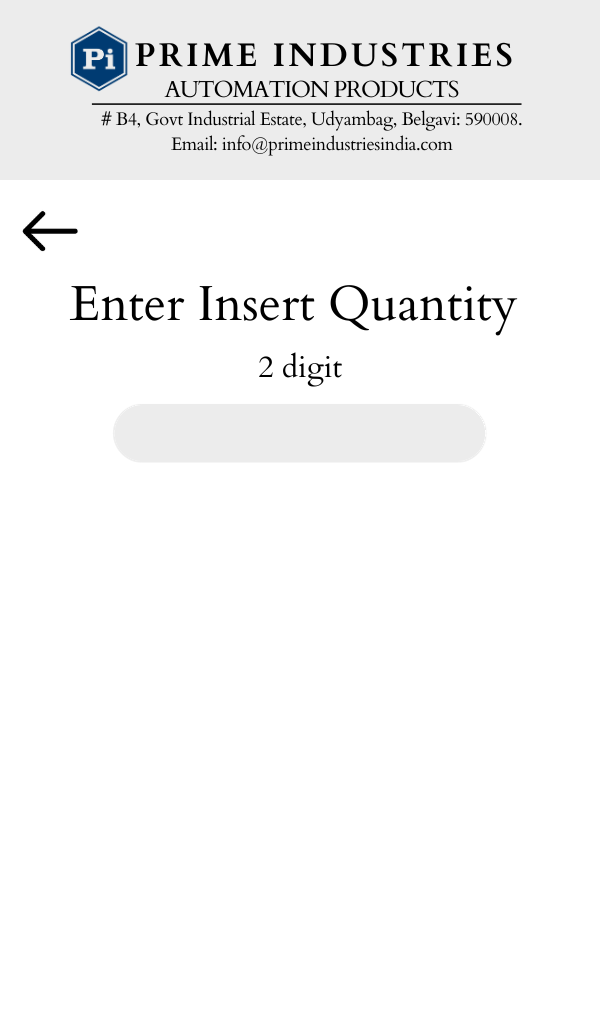 Pi PRIME INDUSTRIES
AUTOMATION PRODUCTS
# B4, Govt Industrial Estate, Udyambag, Belgavi: 590008.
Email: info@primeindustriesindia.com
Enter Insert Quantity
2 digit